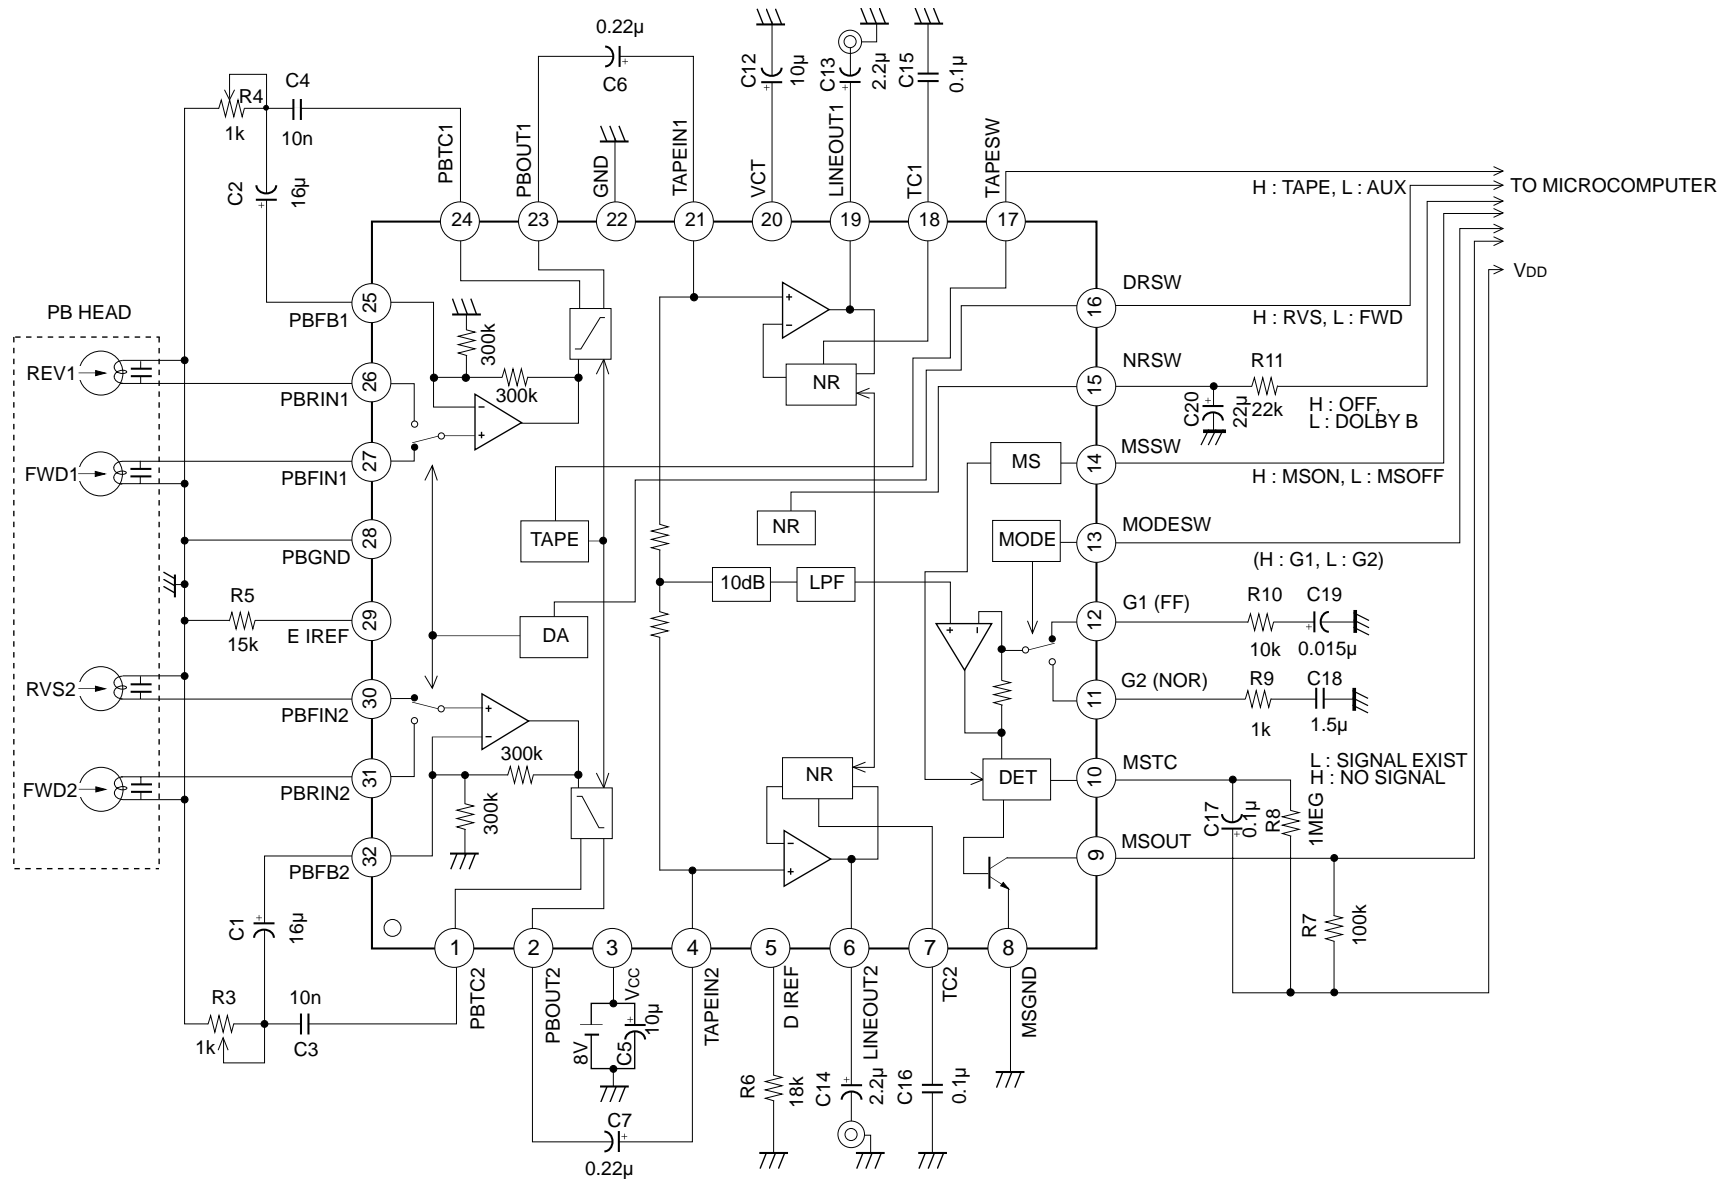 0.22µ
C6
C12
10µ
C13
2.2µ
C15
0.1µ
R4
1k
C4
10n
C2
16µ
PBTC1
PBOUT1
GND
TAPEIN1
VCT
LINEOUT1
TC1
TAPESW
24
23
22
21
20
19
18
17
H : TAPE, L : AUX
TO MICROCOMPUTER
VDD
PB HEAD
REV1
FWD1
RVS2
FWD2
25
PBFB1
26
PBRIN1
27
PBFIN1
28
PBGND
R5
15k
29
E IREF
30
PBFIN2
31
PBRIN2
32
PBFB2
300k
300k
300k
300k
TAPE
DA
NR
NR
NR
10dB
LPF
MS
MODE
DET
+
−
DRSW
16
H : RVS, L : FWD
NRSW
15
R11
22k
C20
22µ
H : OFF,
L : DOLBY B
MSSW
14
H : MSON, L : MSOFF
MODESW
13
(H : G1, L : G2)
G1 (FF)
12
R10
10k
C19
0.015µ
G2 (NOR)
11
R9
1k
C18
1.5µ
MSTC
10
L : SIGNAL EXIST
H : NO SIGNAL
C17
0.1µ
R8
1MEG
MSOUT
9
R7
100k
C1
16µ
R3
1k
10n
C3
1
2
3
4
5
6
7
8
PBTC2
PBOUT2
VCC
TAPEIN2
D IREF
LINEOUT2
TC2
MSGND
8V
C5
10µ
C7
0.22µ
R6
18k
C14
2.2µ
C16
0.1µ